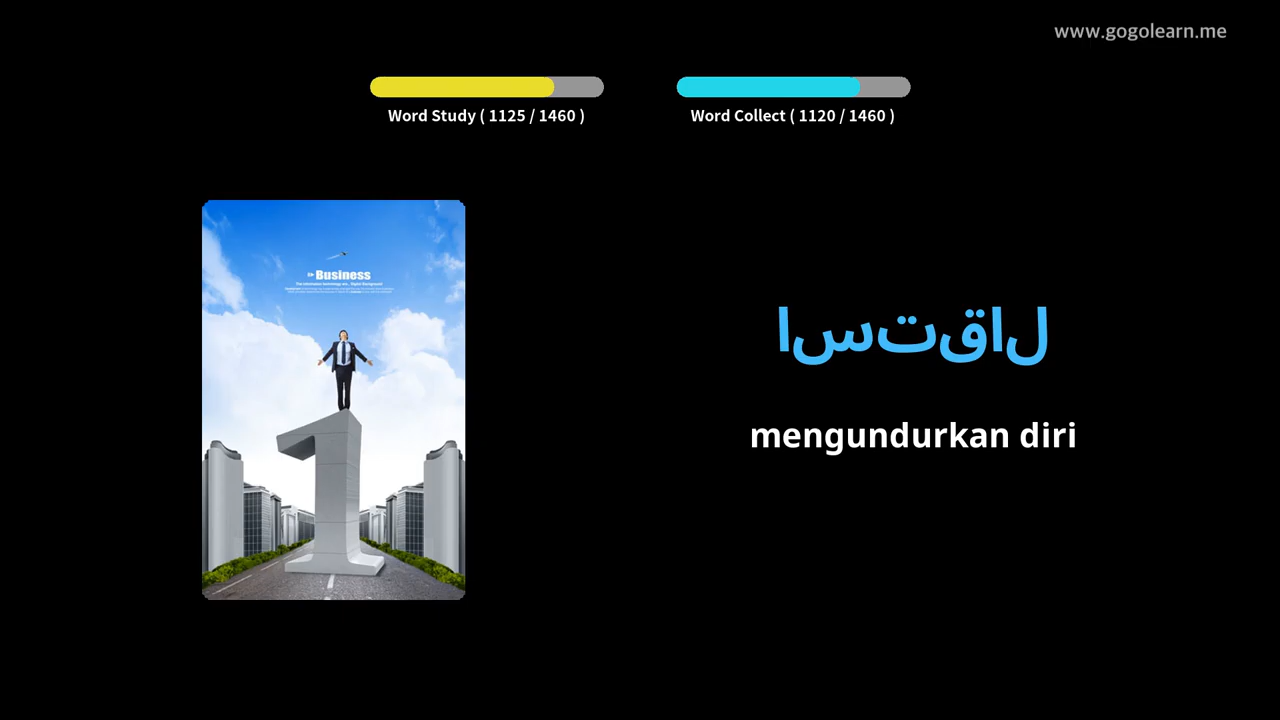 www.gogolearn.me
Word Study ( 1125 / 1460 )
Word Collect ( 1120 / 1460 )
Business
استقال
mengundurkan diri